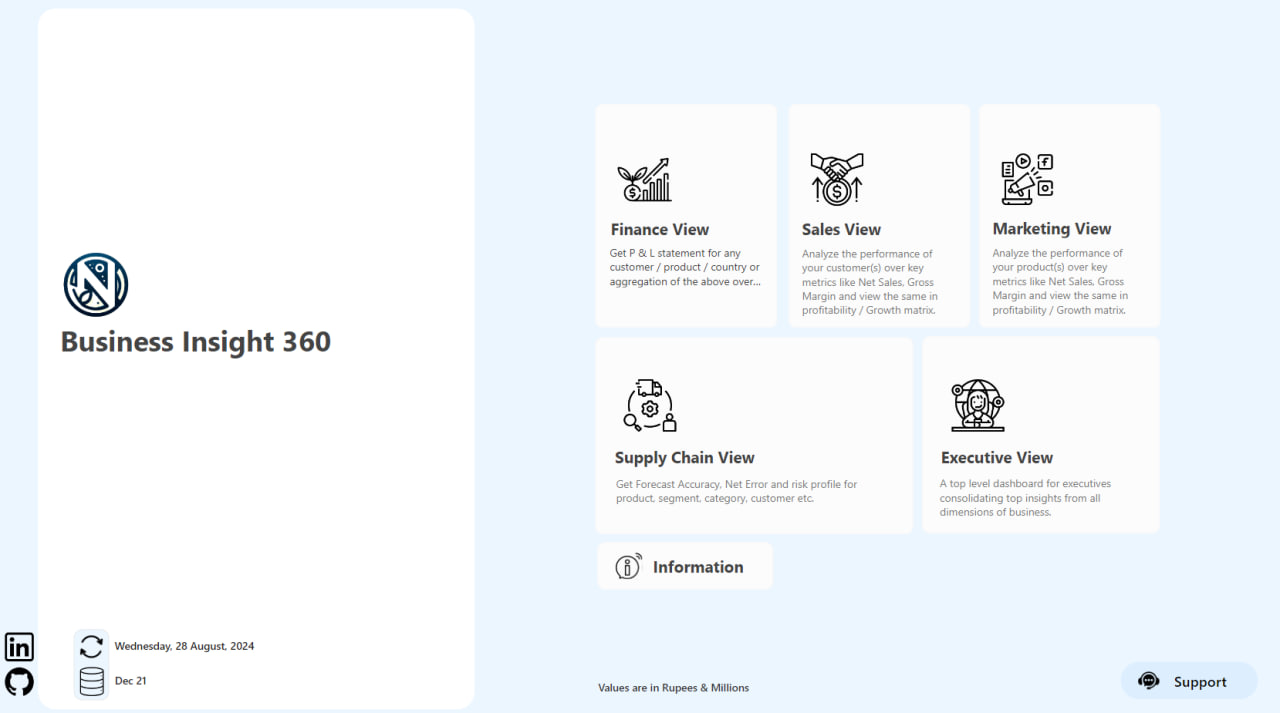 Business Insight 360
Wednesday, 28 August, 2024
Dec 21
Finance View
Get P & L statement for any
customer / product / country or
aggregation of the above over...
Sales View
Analyze the performance of
your customer(s) over key
metrics like Net Sales, Gross
Margin and view the same in
profitability / Growth matrix.
Marketing View
Analyze the performance of
your product(s) over key
metrics like Net Sales, Gross
Margin and view the same in
profitability / Growth matrix.
Supply Chain View
Get Forecast Accuracy, Net Error and risk profile for
product, segment, category, customer etc.
Executive View
A top level dashboard for executives
consolidating top insights from all
dimensions of business.
Information
Values are in Rupees & Millions
Support